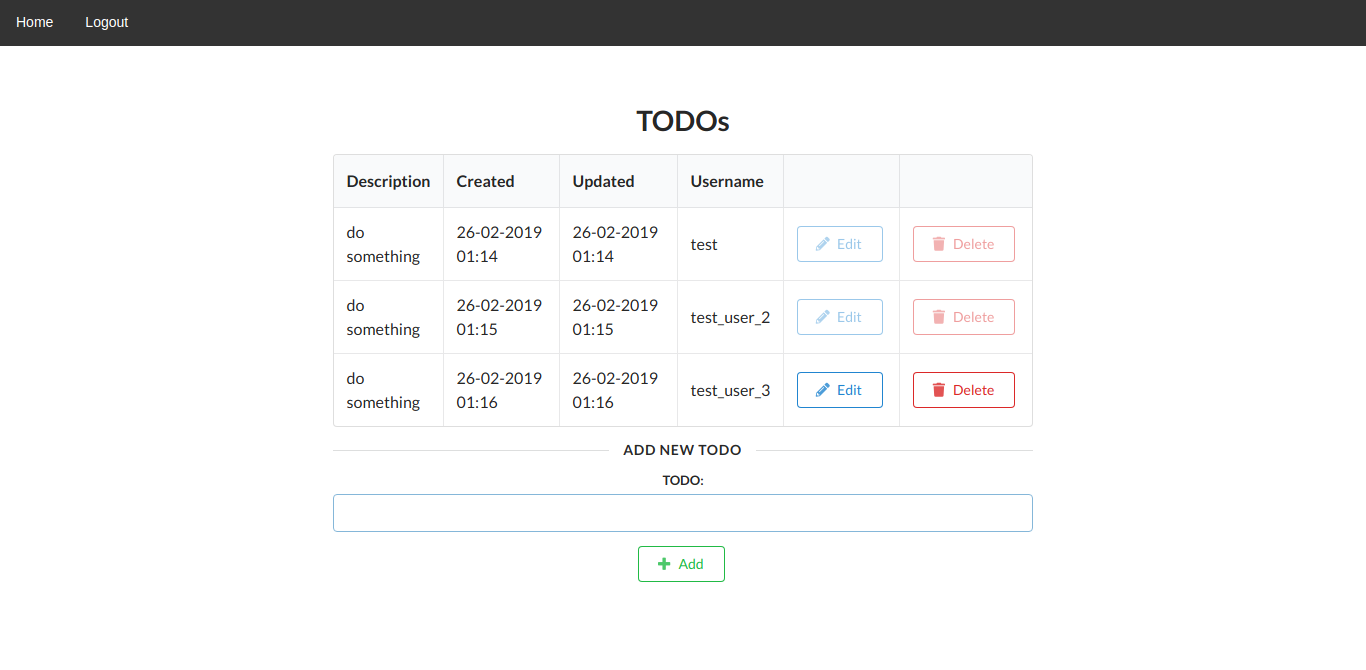 Home Logout
TODOs
Description Created Updated Username
do something 26-02-2019 01:14 26-02-2019 01:14 test Edit Delete
do something 26-02-2019 01:15 26-02-2019 01:15 test_user_2 Edit Delete
do something 26-02-2019 01:16 26-02-2019 01:16 test_user_3 Edit Delete
ADD NEW TODO
TODO:
Add